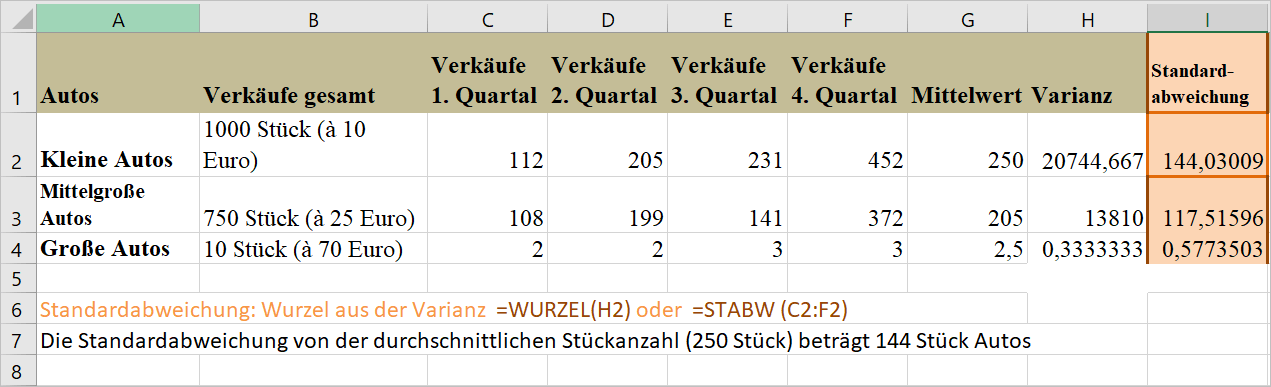 A B C D E F G H I
1 Autos Verkäufe gesamt Verkäufe 1. Quartal Verkäufe 2. Quartal Verkäufe 3. Quartal Verkäufe 4. Quartal Mittelwert Varianz Standard-abweichung
2 Kleine Autos 1000 Stück (à 10 Euro) 112 205 231 452 250 20744,667 144,03009
3 Mittelgroße Autos 750 Stück (à 25 Euro) 108 199 141 372 205 13810 117,51596
4 Große Autos 10 Stück (à 70 Euro) 2 2 3 3 2,5 0,3333333 0,5773503
5
6 Standardabweichung: Wurzel aus der Varianz =WURZEL(H2) oder =STABW (C2:F2)
7 Die Standardabweichung von der durchschnittlichen Stückanzahl (250 Stück) beträgt 144 Stück Autos
8